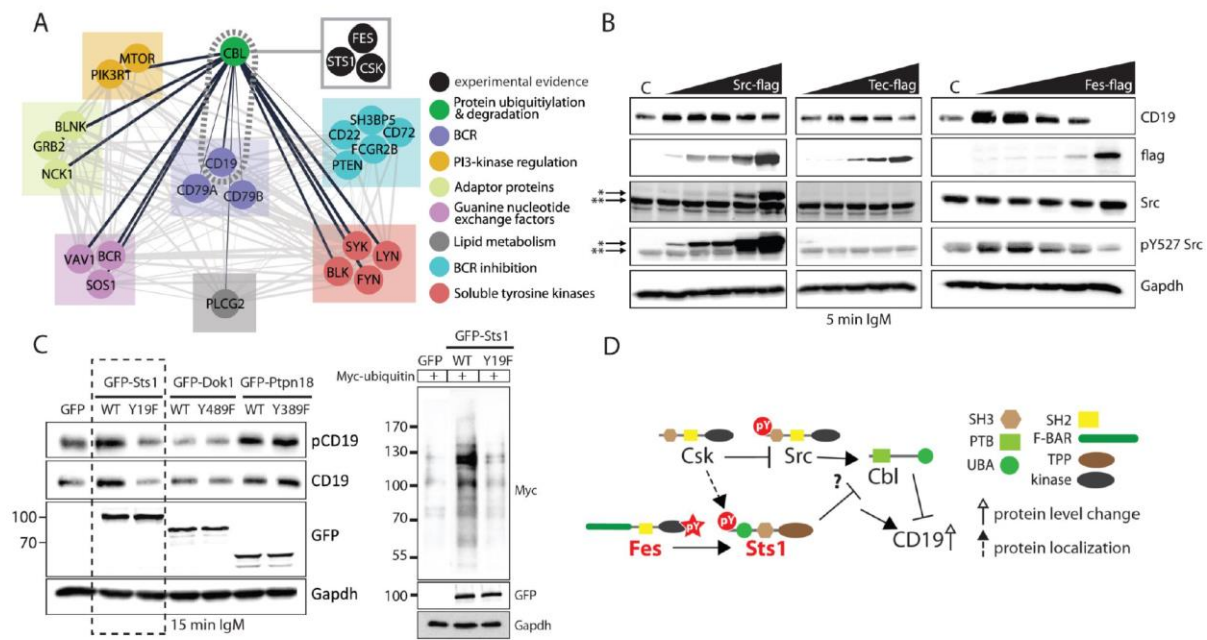 A
CBL
FES
STS1
CSK
MTOR
PIK3R1
BLNK
GRB2
NCK1
SH3BP5
CD22
CD72
FCGR2B
PTEN
CD19
CD79A
CD79B
VAV1
BCR
SOS1
PLCG2
SYK
LYN
BLK
FYN
experimental evidence
Protein ubiquitiylation
& degradation
BCR
PI3-kinase regulation
Adaptor proteins
Guanine nucleotide
exchange factors
Lipid metabolism
BCR inhibition
Soluble tyrosine kinases
B
C Src-flag C Tec-flag C Fes-flag
CD19
flag
* Src
**
* pY527 Src
**
Gapdh
5 min IgM
C
GFP-Sts1 GFP-Dok1 GFP-Ptpn18
GFP WT Y19F WT Y489F WT Y389F
pCD19
CD19
100
70
GFP
Gapdh
15 min IgM
GFP-Sts1
GFP WT Y19F
Myc-ubiquitin + + +
170
130
100
70
55
Myc
100 GFP
Gapdh
D
pY
Csk Src Cbl
?
pY pY
Fes Sts1 CD19
SH3 SH2
PTB F-BAR
UBA TPP
kinase
protein level change
protein localization